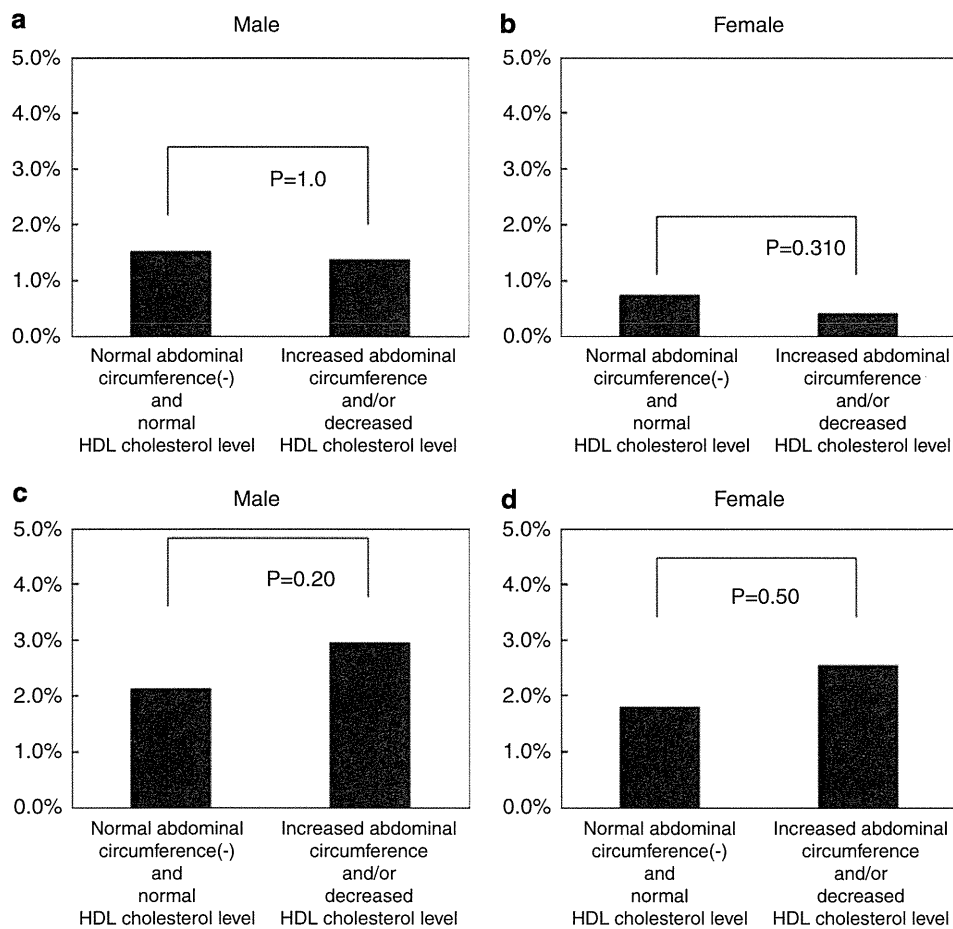 a
Male
5.0%
4.0%
3.0%
2.0%
1.0%
0.0%
P=1.0
Normal abdominal
circumference(-)
and
normal
HDL cholesterol level
Increased abdominal
circumference
and/or
decreased
HDL cholesterol level
b
Female
5.0%
4.0%
3.0%
2.0%
1.0%
0.0%
P=0.310
Normal abdominal
circumference(-)
and
normal
HDL cholesterol level
Increased abdominal
circumference
and/or
decreased
HDL cholesterol level
c
Male
5.0%
4.0%
3.0%
2.0%
1.0%
0.0%
P=0.20
Normal abdominal
circumference(-)
and
normal
HDL cholesterol level
Increased abdominal
circumference
and/or
decreased
HDL cholesterol level
d
Female
5.0%
4.0%
3.0%
2.0%
1.0%
0.0%
P=0.50
Normal abdominal
circumference(-)
and
normal
HDL cholesterol level
Increased abdominal
circumference
and/or
decreased
HDL cholesterol level